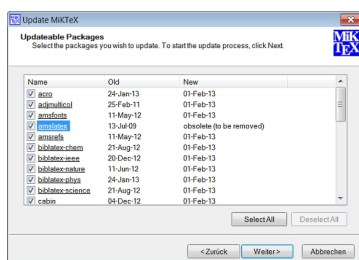 Update MiKTeX
Updateable Packages
Select the packages you wish to update. To start the update process, click Next.
MiK
TEX
Name Old New
acro 24-Jan-13 01-Feb-13
adjmulticol 25-Feb-11 01-Feb-13
amsfonts 11-May-12 01-Feb-13
amslatex 13-Jul-09 obsolete (to be removed)
amsrefs 11-May-12 01-Feb-13
biblatex-chem 21-Aug-12 01-Feb-13
biblatex-ieee 20-Dec-12 01-Feb-13
biblatex-nature 11-Jun-12 01-Feb-13
biblatex-phys 24-Jan-13 01-Feb-13
biblatex-science 21-Aug-12 01-Feb-13
cabin 04-Dec-12 01-Feb-13
Select All Deselect All
< Zurück Weiter > Abbrechen